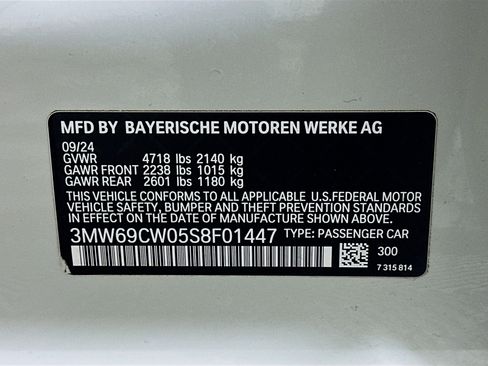 MFD BY BAYERISCHE MOTOREN WERKE AG
09/24
GVWR 4718 lbs 2140 kg
GAWR FRONT 2238 lbs 1015 kg
GAWR REAR 2601 lbs 1180 kg
THIS VEHICLE CONFORMS TO ALL APPLICABLE U.S.FEDERAL MOTOR
VEHICLE SAFETY, BUMPER AND THEFT PREVENTION STANDARDS
IN EFFECT ON THE DATE OF MANUFACTURE SHOWN ABOVE.
3MW69CW05S8F01447 TYPE: PASSENGER CAR
300
7 315 814